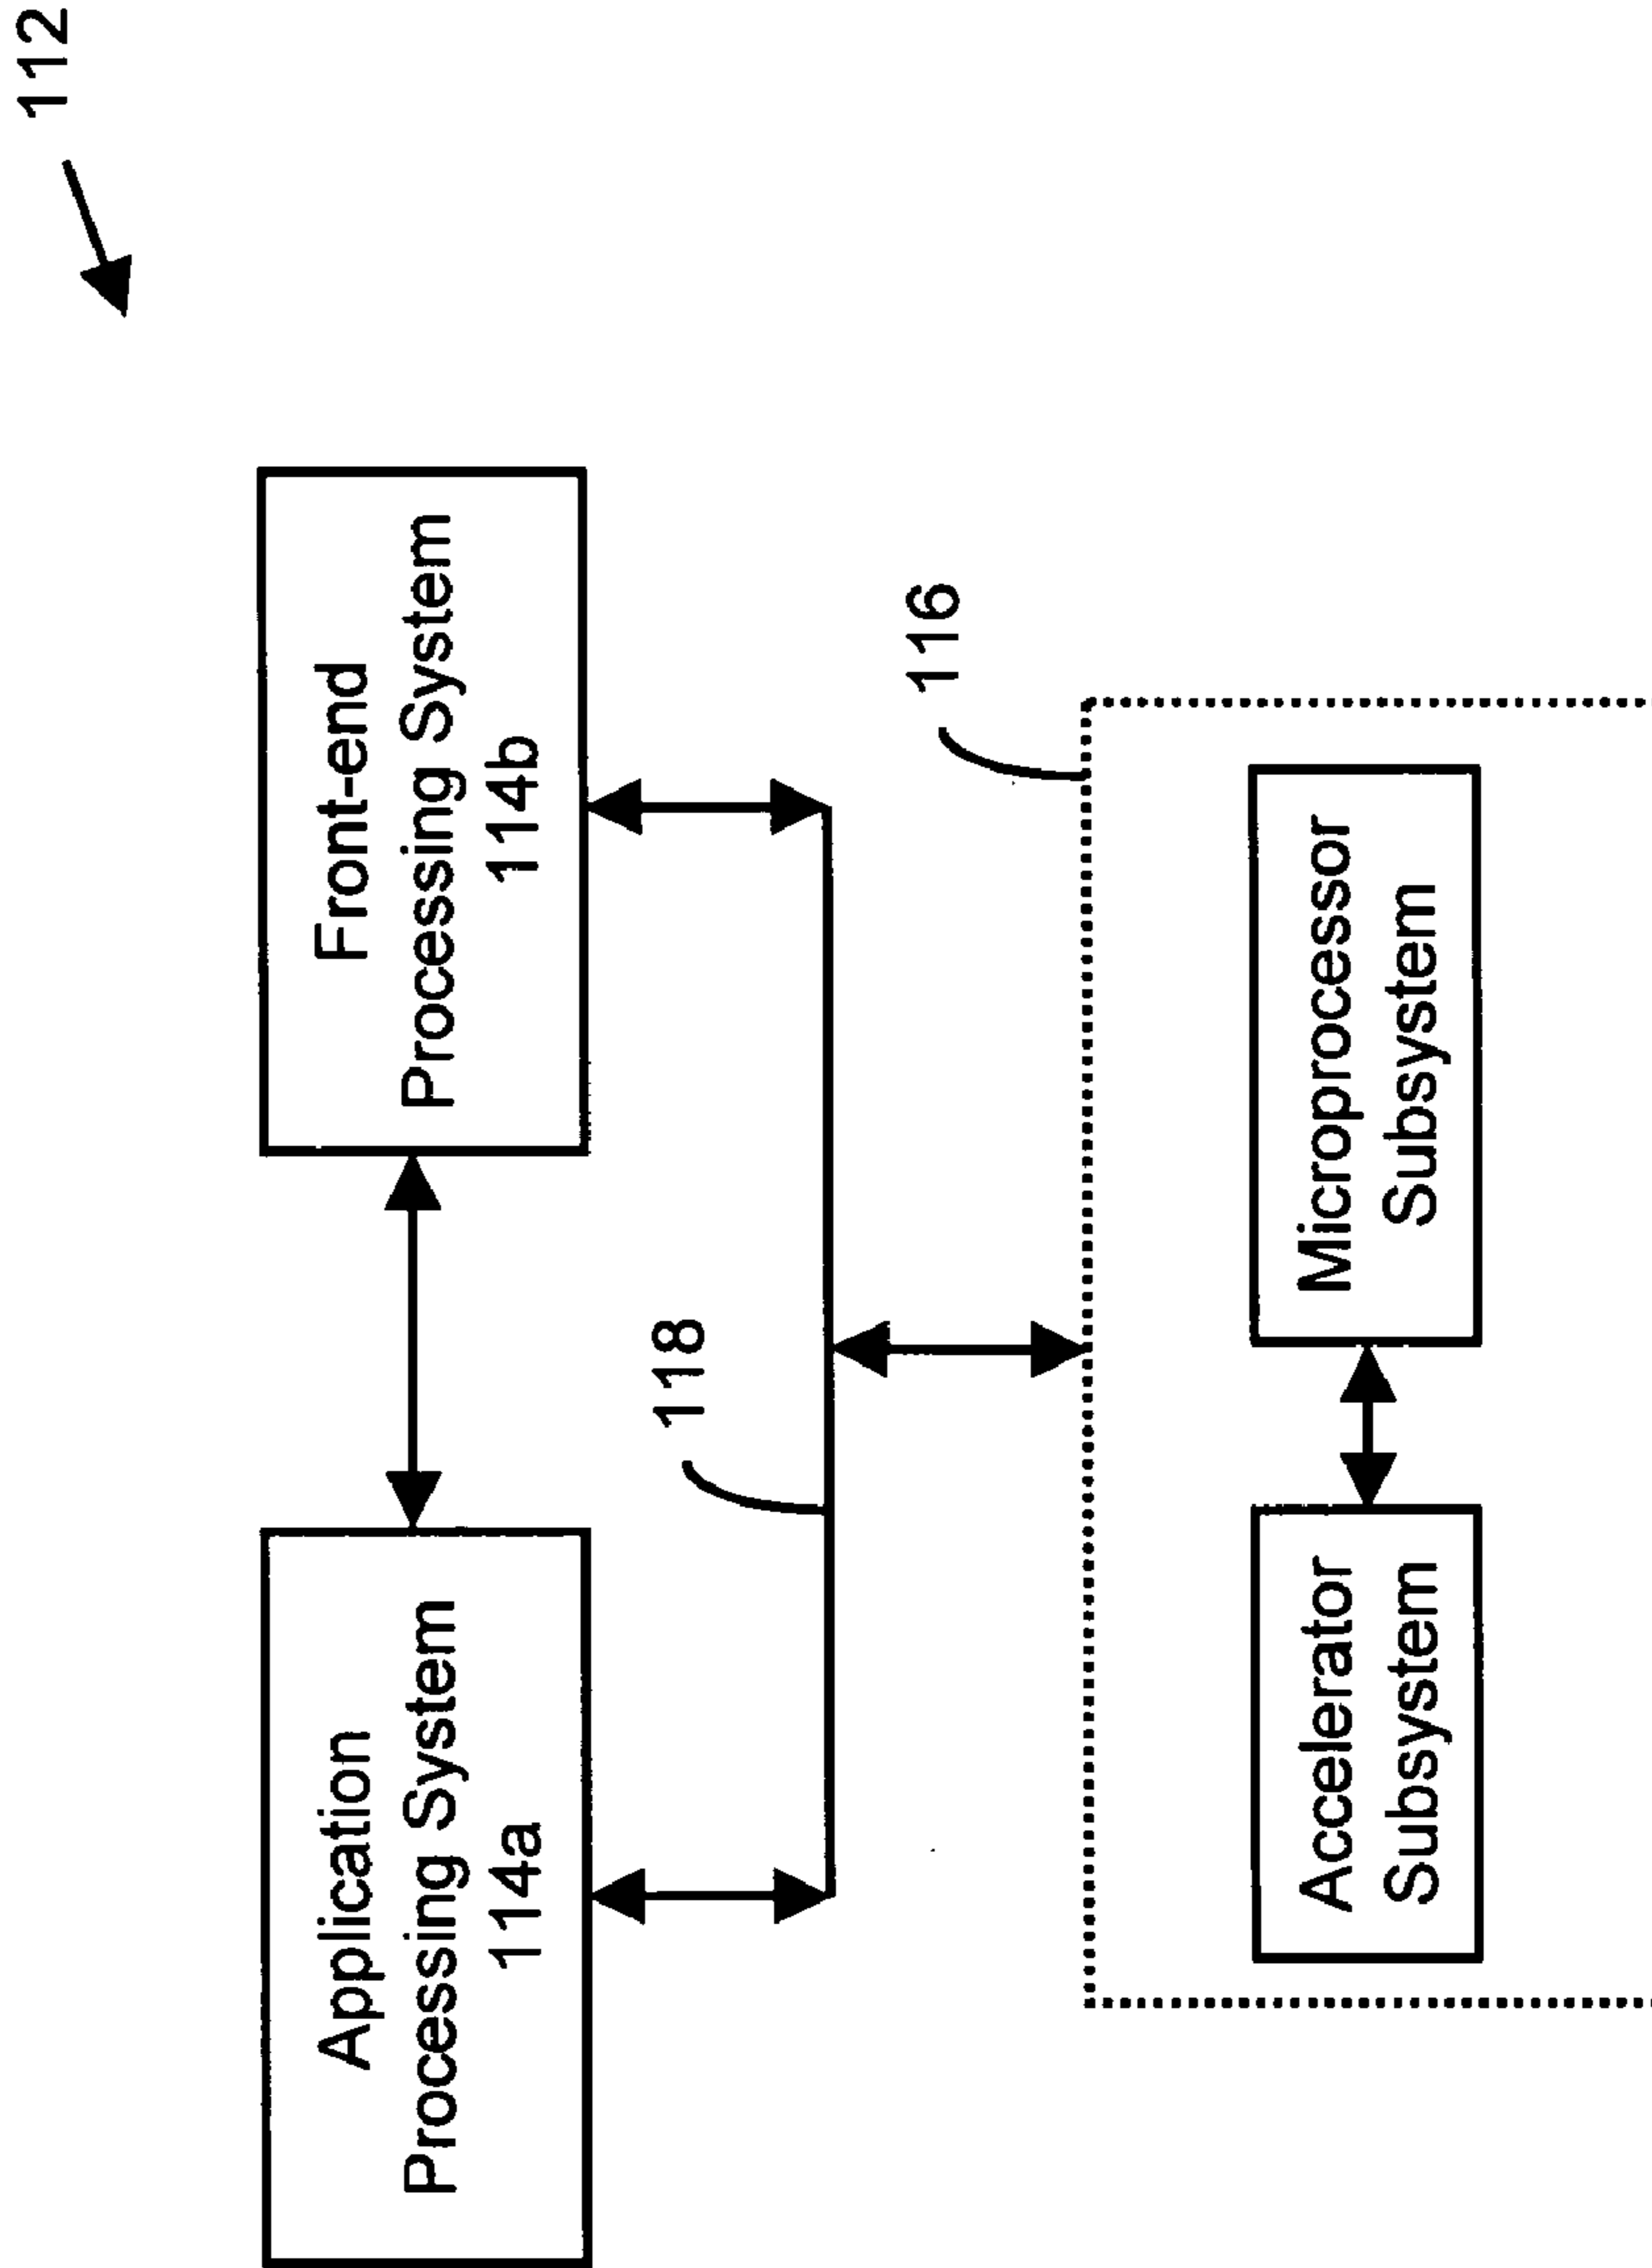 112
Application
Processing System
114a
Front-end
Processing System
114b
118
116
Accelerator
Subsystem
Microprocessor
Subsystem